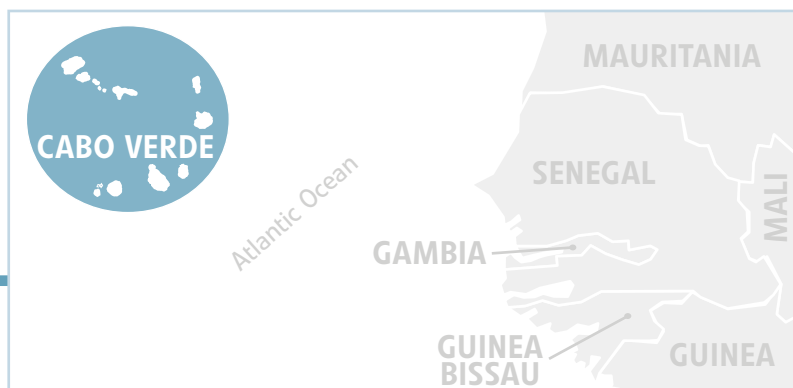 MAURITANIA
CABO VERDE
SENEGAL
MALI
Atlantic Ocean
GAMBIA
GUINEA
BISSAU
GUINEA